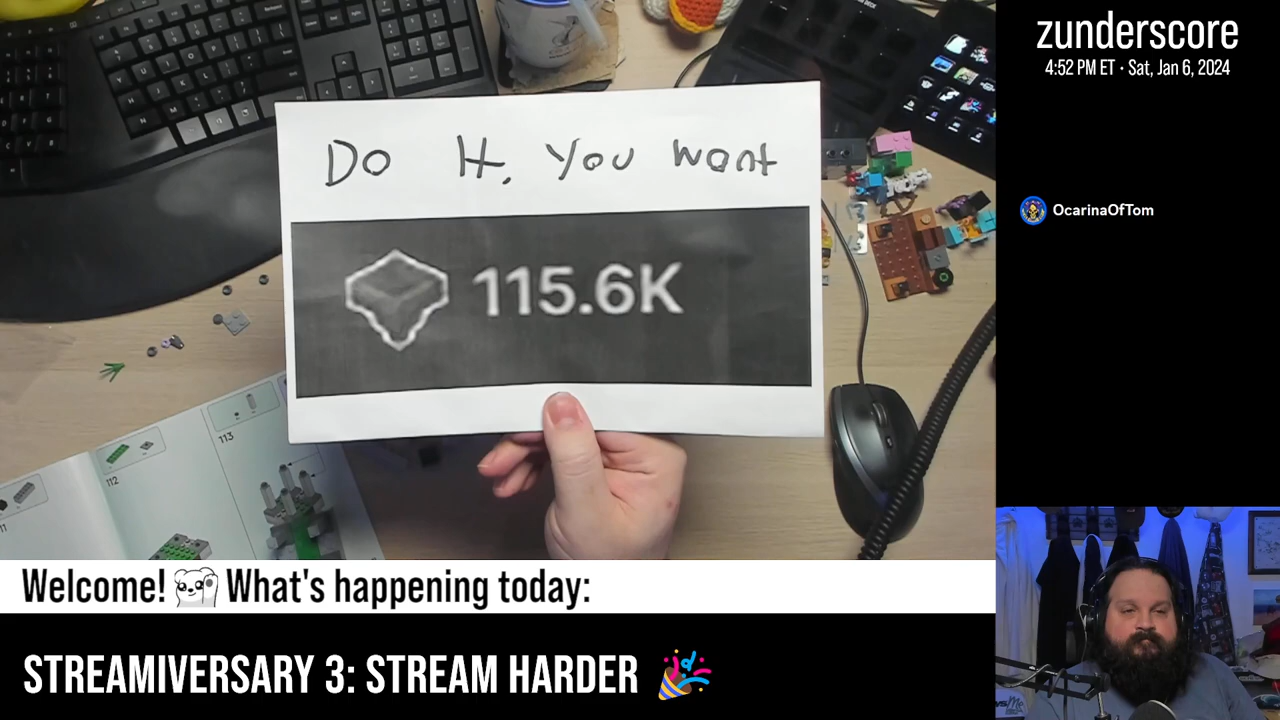 zunderscore
4:52 PM ET · Sat, Jan 6, 2024
Do It, You Want
115.6K
OcarinaOfTom
113
112
Welcome! What's happening today:
STREAMIVERSARY 3: STREAM HARDER